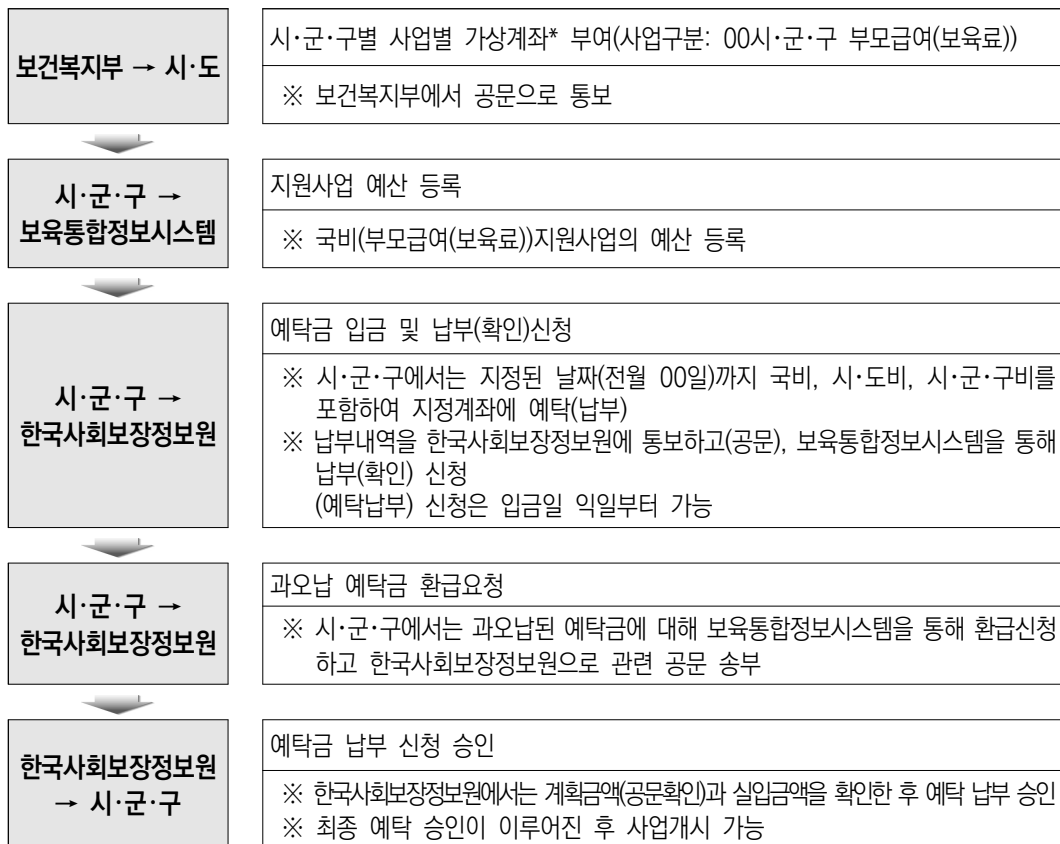 보건복지부 → 시·도
시·군·구별 사업별 가상계좌* 부여(사업구분: 00시·군·구 부모급여(보육료))
※ 보건복지부에서 공문으로 통보
시·군·구 →
보육통합정보시스템
지원사업 예산 등록
※ 국비(부모급여(보육료))지원사업의 예산 등록
시·군·구 →
한국사회보장정보원
예탁금 입금 및 납부(확인)신청
※ 시·군·구에서는 지정된 날짜(전월 00일)까지 국비, 시·도비, 시·군·구비를
포함하여 지정계좌에 예탁(납부)
※ 납부내역을 한국사회보장정보원에 통보하고(공문), 보육통합정보시스템을 통해
납부(확인) 신청
(예탁납부) 신청은 입금일 익일부터 가능
시·군·구 →
한국사회보장정보원
과오납 예탁금 환급요청
※ 시·군·구에서는 과오납된 예탁금에 대해 보육통합정보시스템을 통해 환급신청
하고 한국사회보장정보원으로 관련 공문 송부
한국사회보장정보원
→ 시·군·구
예탁금 납부 신청 승인
※ 한국사회보장정보원에서는 계획금액(공문확인)과 실입금액을 확인한 후 예탁 납부 승인
※ 최종 예탁 승인이 이루어진 후 사업개시 가능